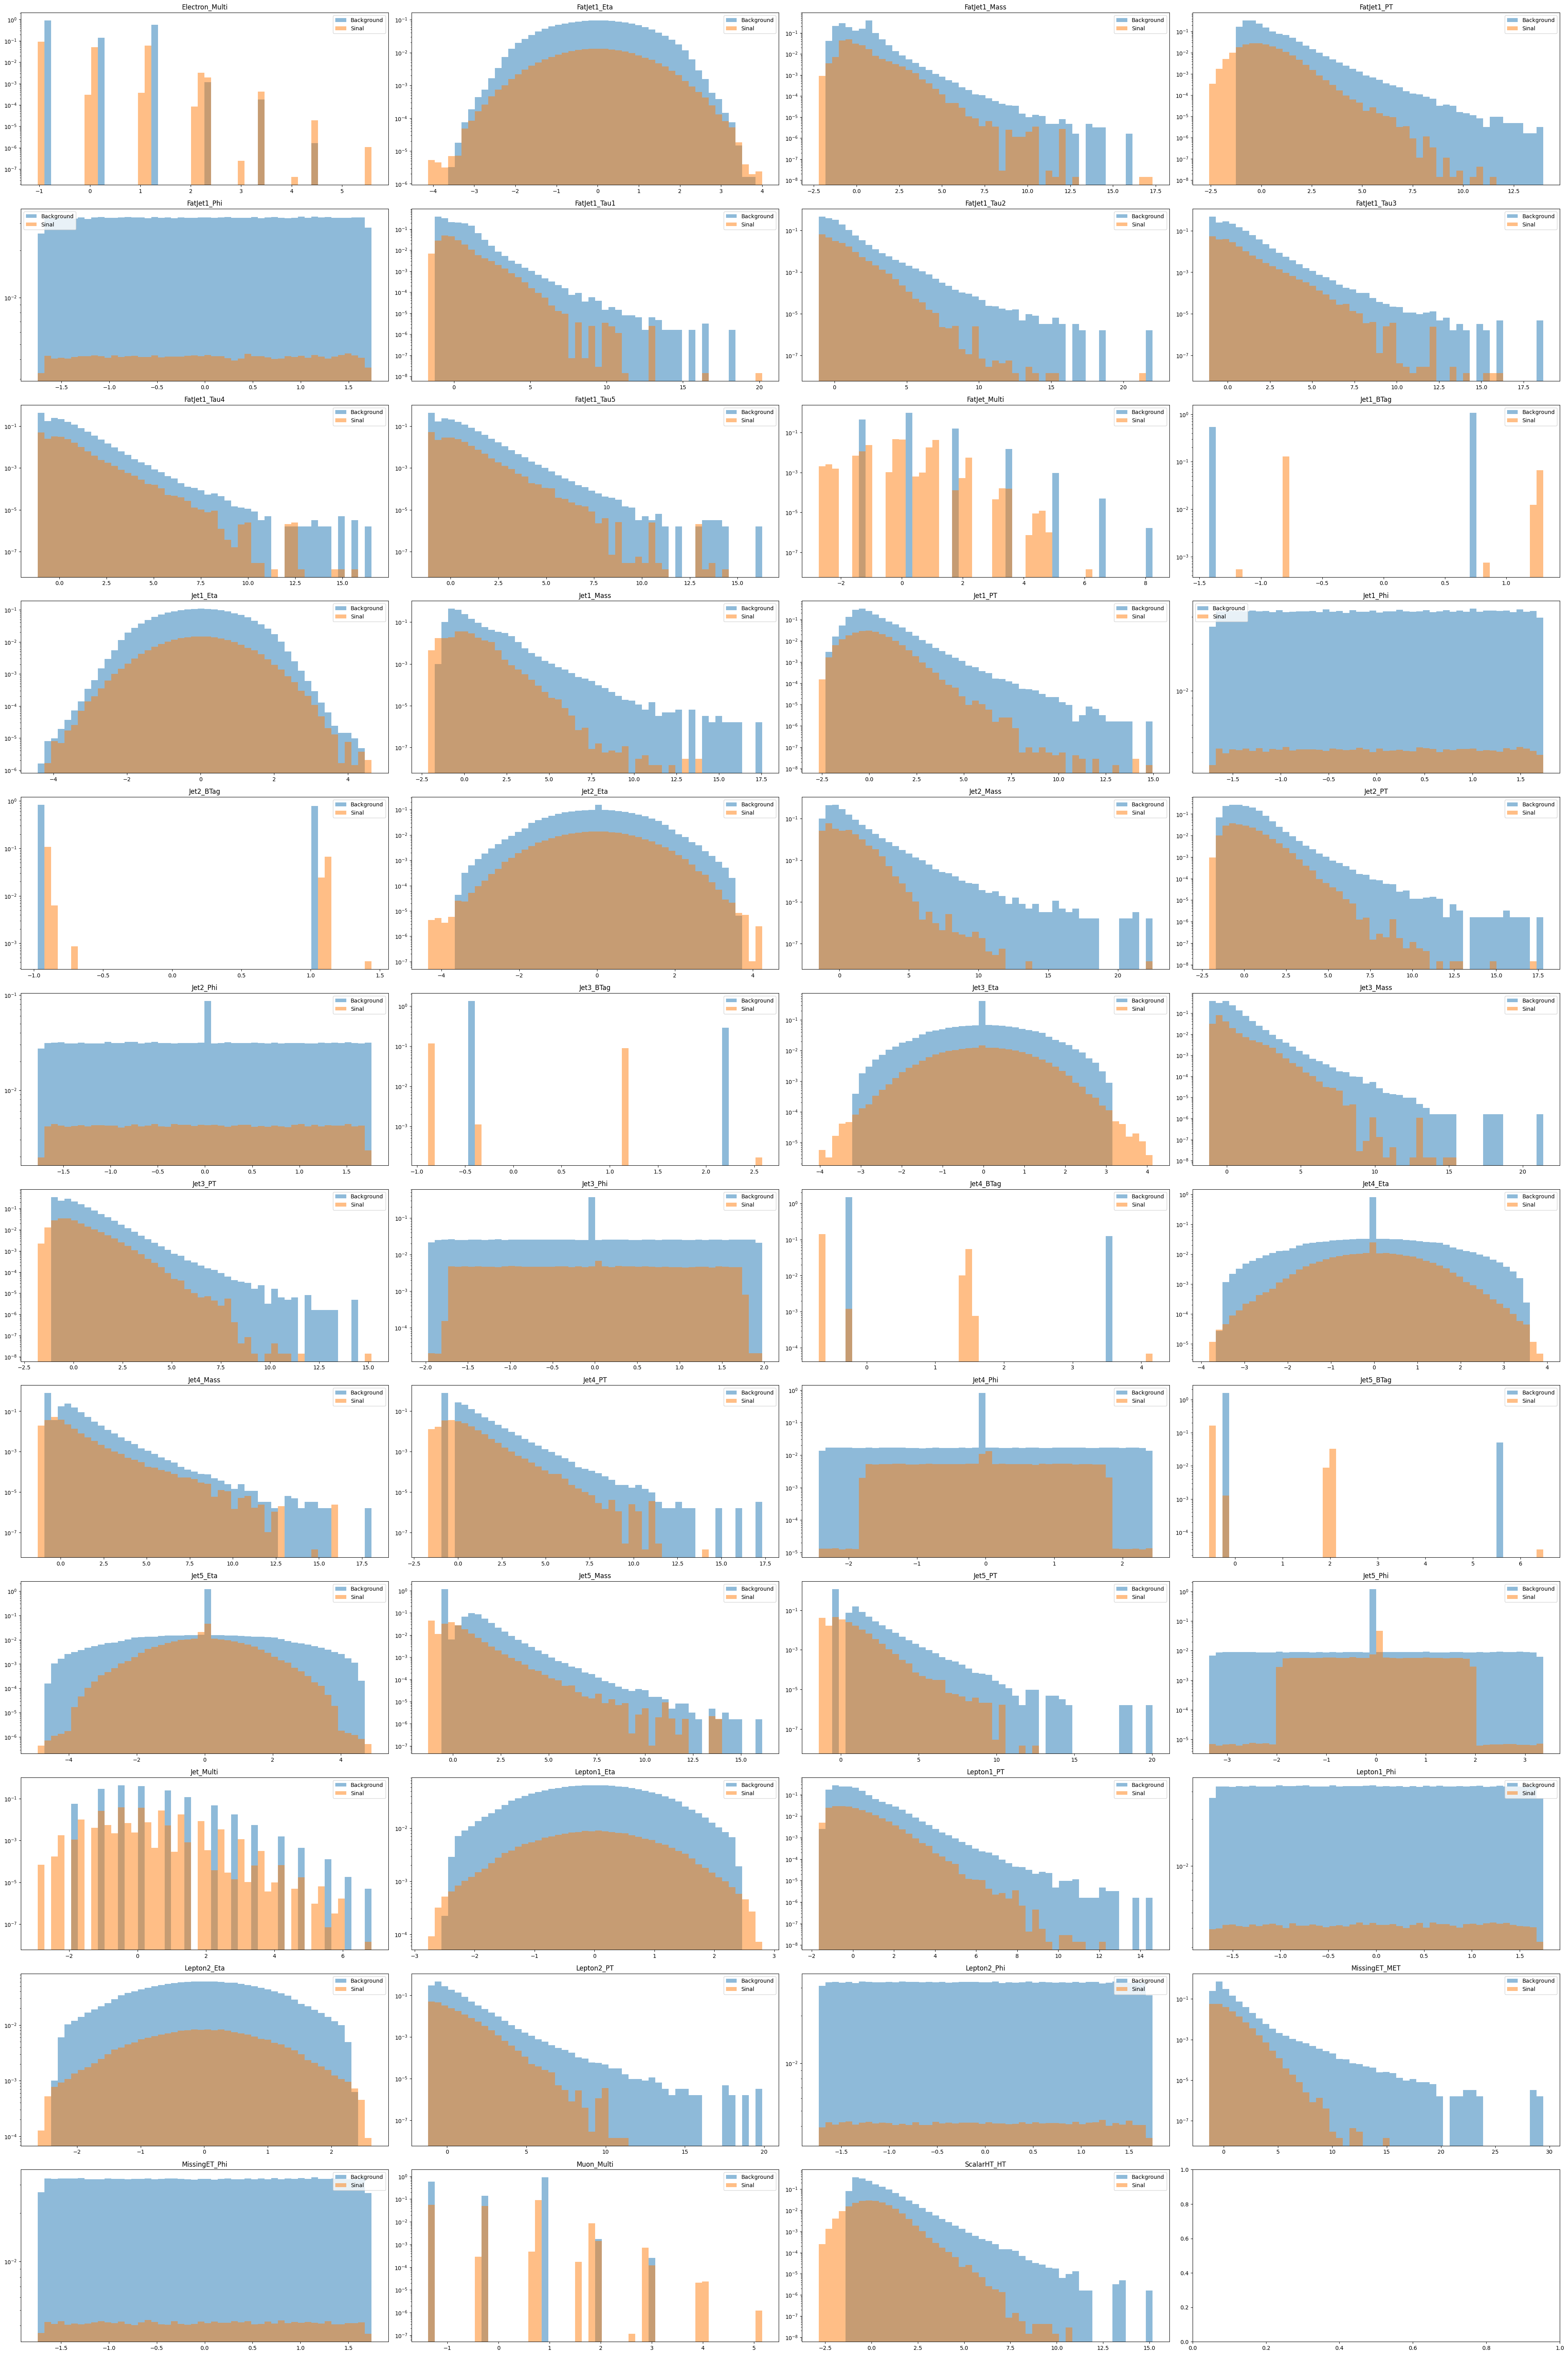 Electron_Multi
Background
Sinal
FatJet1_Eta
Background
Sinal
FatJet1_Mass
Background
Sinal
FatJet1_PT
Background
Sinal
FatJet1_Phi
Background
Sinal
FatJet1_Tau1
Background
Sinal
FatJet1_Tau2
Background
Sinal
FatJet1_Tau3
Background
Sinal
FatJet1_Tau4
Background
Sinal
FatJet1_Tau5
Background
Sinal
FatJet_Multi
Background
Sinal
Jet1_BTag
Background
Sinal
Jet1_Eta
Background
Sinal
Jet1_Mass
Background
Sinal
Jet1_PT
Background
Sinal
Jet1_Phi
Background
Sinal
Jet2_BTag
Background
Sinal
Jet2_Eta
Background
Sinal
Jet2_Mass
Background
Sinal
Jet2_PT
Background
Sinal
Jet2_Phi
Background
Sinal
Jet3_BTag
Background
Sinal
Jet3_Eta
Background
Sinal
Jet3_Mass
Background
Sinal
Jet3_PT
Background
Sinal
Jet3_Phi
Background
Sinal
Jet4_BTag
Background
Sinal
Jet4_Eta
Background
Sinal
Jet4_Mass
Background
Sinal
Jet4_PT
Background
Sinal
Jet4_Phi
Background
Sinal
Jet5_BTag
Background
Sinal
Jet5_Eta
Background
Sinal
Jet5_Mass
Background
Sinal
Jet5_PT
Background
Sinal
Jet5_Phi
Background
Sinal
Jet_Multi
Background
Sinal
Lepton1_Eta
Background
Sinal
Lepton1_PT
Background
Sinal
Lepton1_Phi
Background
Sinal
Lepton2_Eta
Background
Sinal
Lepton2_PT
Background
Sinal
Lepton2_Phi
Background
Sinal
MissingET_MET
Background
Sinal
MissingET_Phi
Background
Sinal
Muon_Multi
Background
Sinal
ScalarHT_HT
Background
Sinal